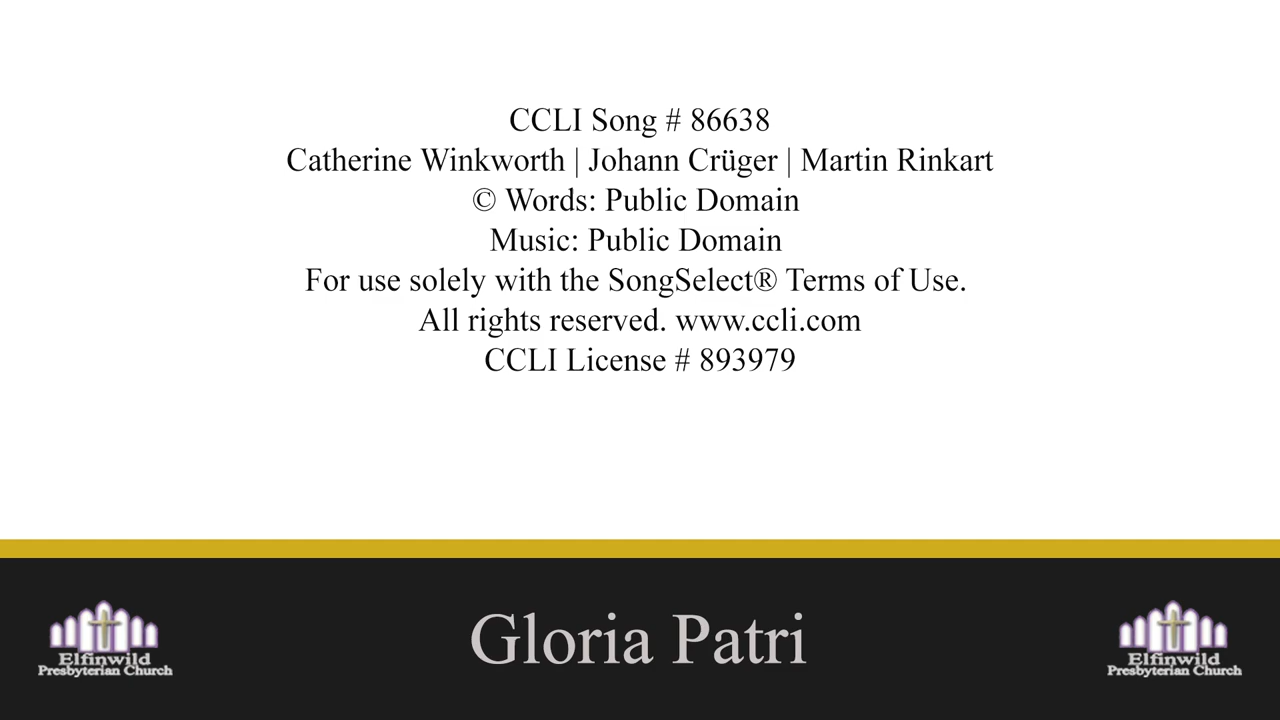 CCLI Song # 86638
Catherine Winkworth | Johann Crüger | Martin Rinkart
© Words: Public Domain
Music: Public Domain
For use solely with the SongSelect® Terms of Use.
All rights reserved. www.ccli.com
CCLI License # 893979
Elfinwild
Presbyterian Church
Gloria Patri
Elfinwild
Presbyterian Church